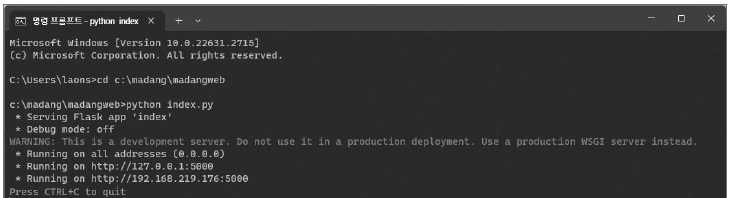 명령 프롬프트 - python index
Microsoft Windows [Version 10.0.22631.2715]
(c) Microsoft Corporation. All rights reserved.
C:\Users\laons>cd c:\madang\madangweb
c:\madang\madangweb>python index.py
* Serving Flask app 'index'
* Debug mode: off
WARNING: This is a development server. Do not use it in a production deployment. Use a production WSGI server instead.
* Running on all addresses (0.0.0.0)
* Running on http://127.0.0.1:5000
* Running on http://192.168.219.176:5000
Press CTRL+C to quit